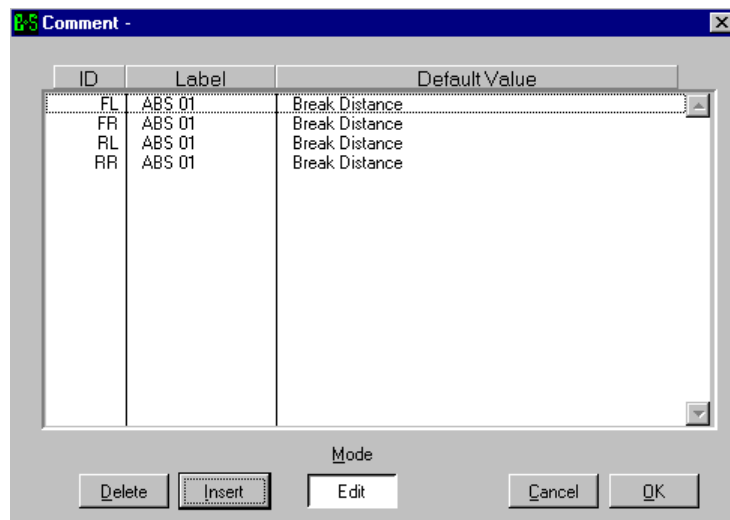 Comment -
ID Label Default Value
FL ABS 01 Break Distance
FR ABS 01 Break Distance
RL ABS 01 Break Distance
RR ABS 01 Break Distance
Mode
Delete Insert Edit Cancel OK